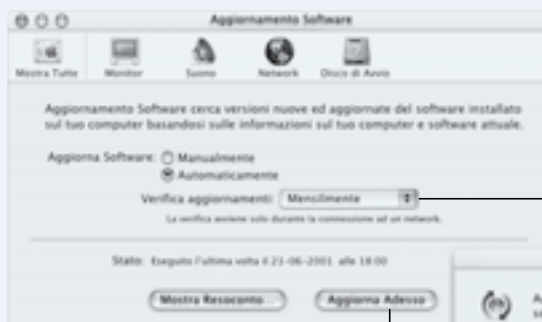 Aggiornamento Software
Mostra Tutte Monitor Suono Network Disco di Avvio
Aggiornamento Software cerca versioni nuove ed aggiornate del software installato
sul tuo computer basandosi sulle informazioni sul tuo computer e software attuale.
Aggiorna Software: Manualmente
Automaticamente
Verifica aggiornamenti: Mensilmente
La verifica avviene solo durante la connessione ad un network.
Stato: Eseguito l'ultima volta il 21-06-2001 alle 18:00
Mostra Resoconto Aggiorna Adesso